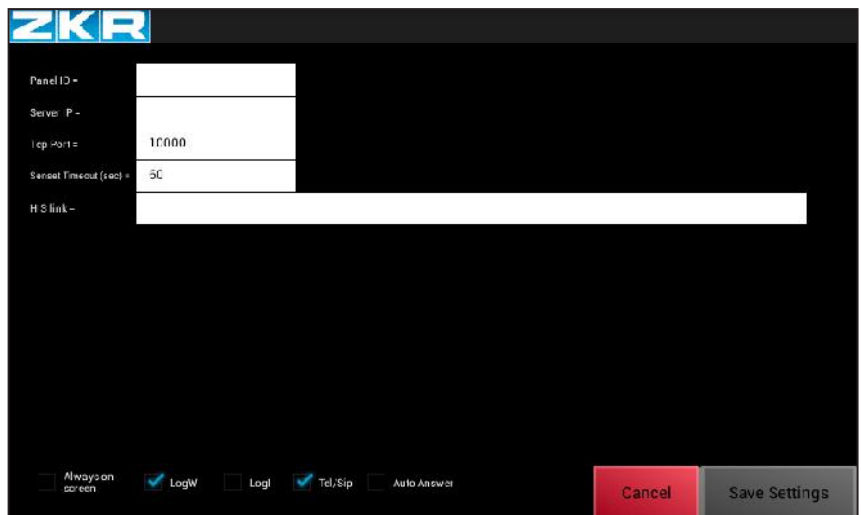 ZKR
Panel ID =
Server IP =
Tcp Port = 10000
Senset Timeout (sec) = 60
HIS link =
Always on
screen
LogW
LogI
Tel/Sip
Auto Answer
Cancel
Save Settings